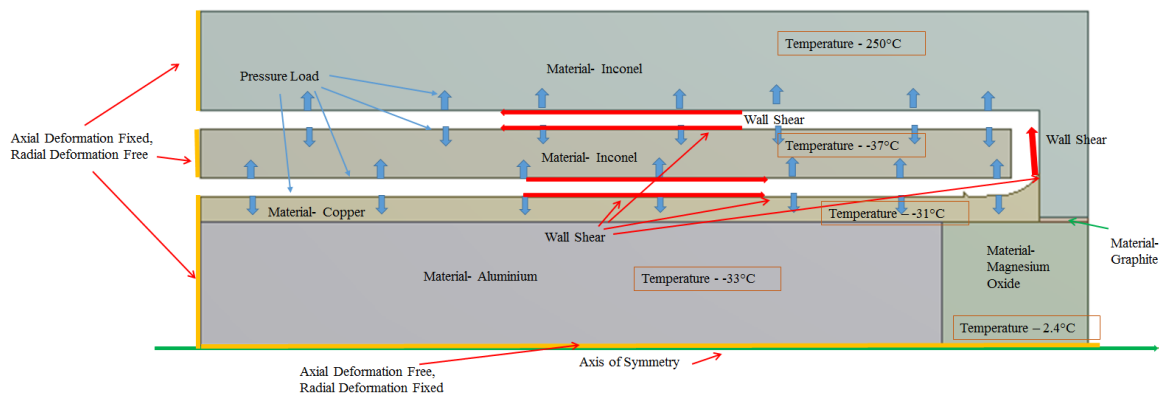 Temperature - 250°C
Material- Inconel
Pressure Load
Wall Shear
Axial Deformation Fixed,
Radial Deformation Free
Wall Shear
Temperature - -37°C
Material- Inconel
Material- Copper
Temperature – -31°C
Wall Shear
Material-
Graphite
Material-
Magnesium
Oxide
Material- Aluminium
Temperature - -33°C
Temperature – 2.4°C
Axis of Symmetry
Axial Deformation Free,
Radial Deformation Fixed